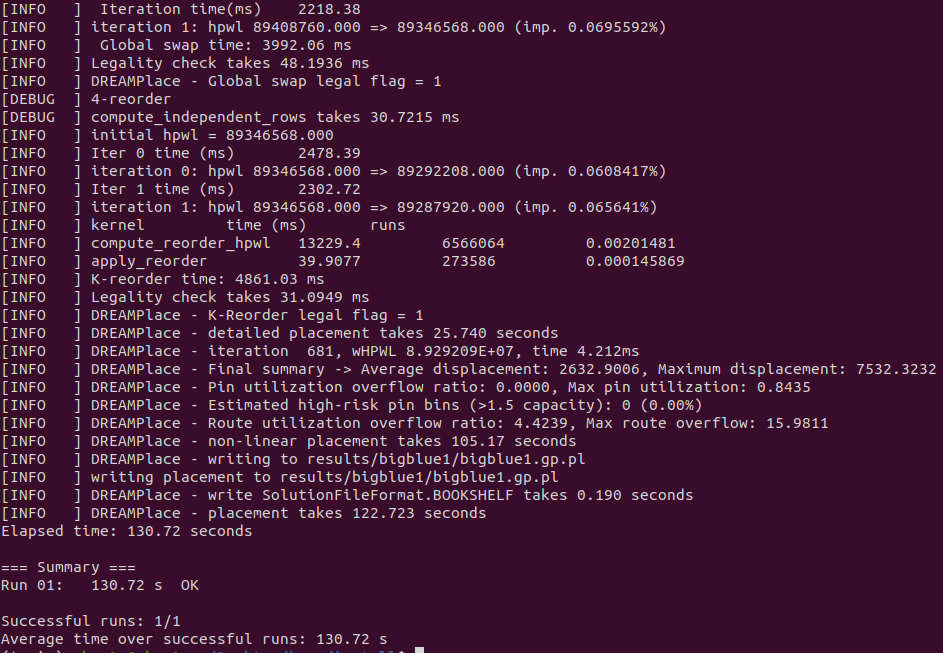 [INFO   ]  Iteration time(ms)    2218.38
[INFO   ] iteration 1: hpwl 89408760.000 => 89346568.000 (imp. 0.0695592%)
[INFO   ]  Global swap time: 3992.06 ms
[INFO   ] Legality check takes 48.1936 ms
[INFO   ] DREAMPlace - Global swap legal flag = 1
[DEBUG  ] 4-reorder
[DEBUG  ] compute_independent_rows takes 30.7215 ms
[INFO   ] initial hpwl = 89346568.000
[INFO   ] Iter 0 time (ms)       2478.39
[INFO   ] iteration 0: hpwl 89346568.000 => 89292208.000 (imp. 0.0608417%)
[INFO   ] Iter 1 time (ms)       2302.72
[INFO   ] iteration 1: hpwl 89346568.000 => 89287920.000 (imp. 0.065641%)
[INFO   ] kernel         time (ms)       runs
[INFO   ] compute_reorder_hpwl   13229.4         6566064         0.00201481
[INFO   ] apply_reorder          39.9077         273586          0.000145869
[INFO   ] K-reorder time: 4861.03 ms
[INFO   ] Legality check takes 31.0949 ms
[INFO   ] DREAMPlace - K-Reorder legal flag = 1
[INFO   ] DREAMPlace - detailed placement takes 25.740 seconds
[INFO   ] DREAMPlace - iteration  681, wHPWL 8.929209E+07, time 4.212ms
[INFO   ] DREAMPlace - Final summary -> Average displacement: 2632.9006, Maximum displacement: 7532.3232
[INFO   ] DREAMPlace - Pin utilization overflow ratio: 0.0000, Max pin utilization: 0.8435
[INFO   ] DREAMPlace - Estimated high-risk pin bins (>1.5 capacity): 0 (0.00%)
[INFO   ] DREAMPlace - Route utilization overflow ratio: 4.4239, Max route overflow: 15.9811
[INFO   ] DREAMPlace - non-linear placement takes 105.17 seconds
[INFO   ] DREAMPlace - writing to results/bigblue1/bigblue1.gp.pl
[INFO   ] writing placement to results/bigblue1/bigblue1.gp.pl
[INFO   ] DREAMPlace - write SolutionFileFormat.BOOKSHELF takes 0.190 seconds
[INFO   ] DREAMPlace - placement takes 122.723 seconds
Elapsed time: 130.72 seconds
=== Summary ===
Run 01:   130.72 s  OK
Successful runs: 1/1
Average time over successful runs: 130.72 s